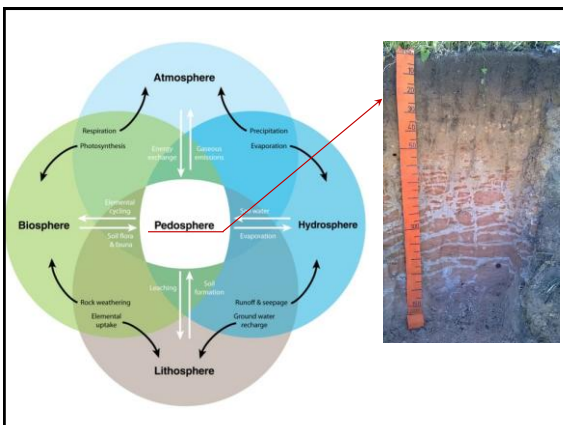 Atmosphere
Respiration
Photosynthesis
Precipitation
Evaporation
Energy
exchange
Gaseous
emissions
Elemental
cycling
Biosphere
Soil flora
& fauna
Pedosphere
Soil water
Evaporation
Hydrosphere
Leaching
Soil
formation
Rock weathering
Elemental
uptake
Runoff & seepage
Ground water
recharge
Lithosphere